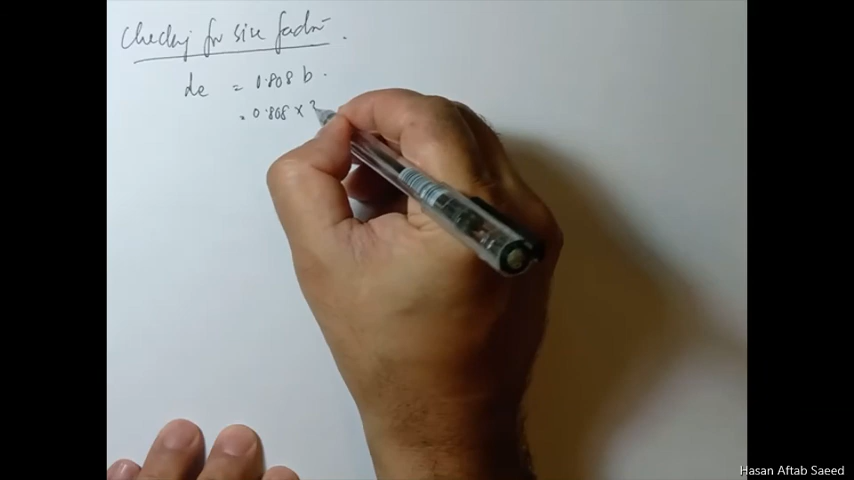 Checking for size factor.
de = 0.808 b.
= 0.808 x
Hasan Aftab Saeed